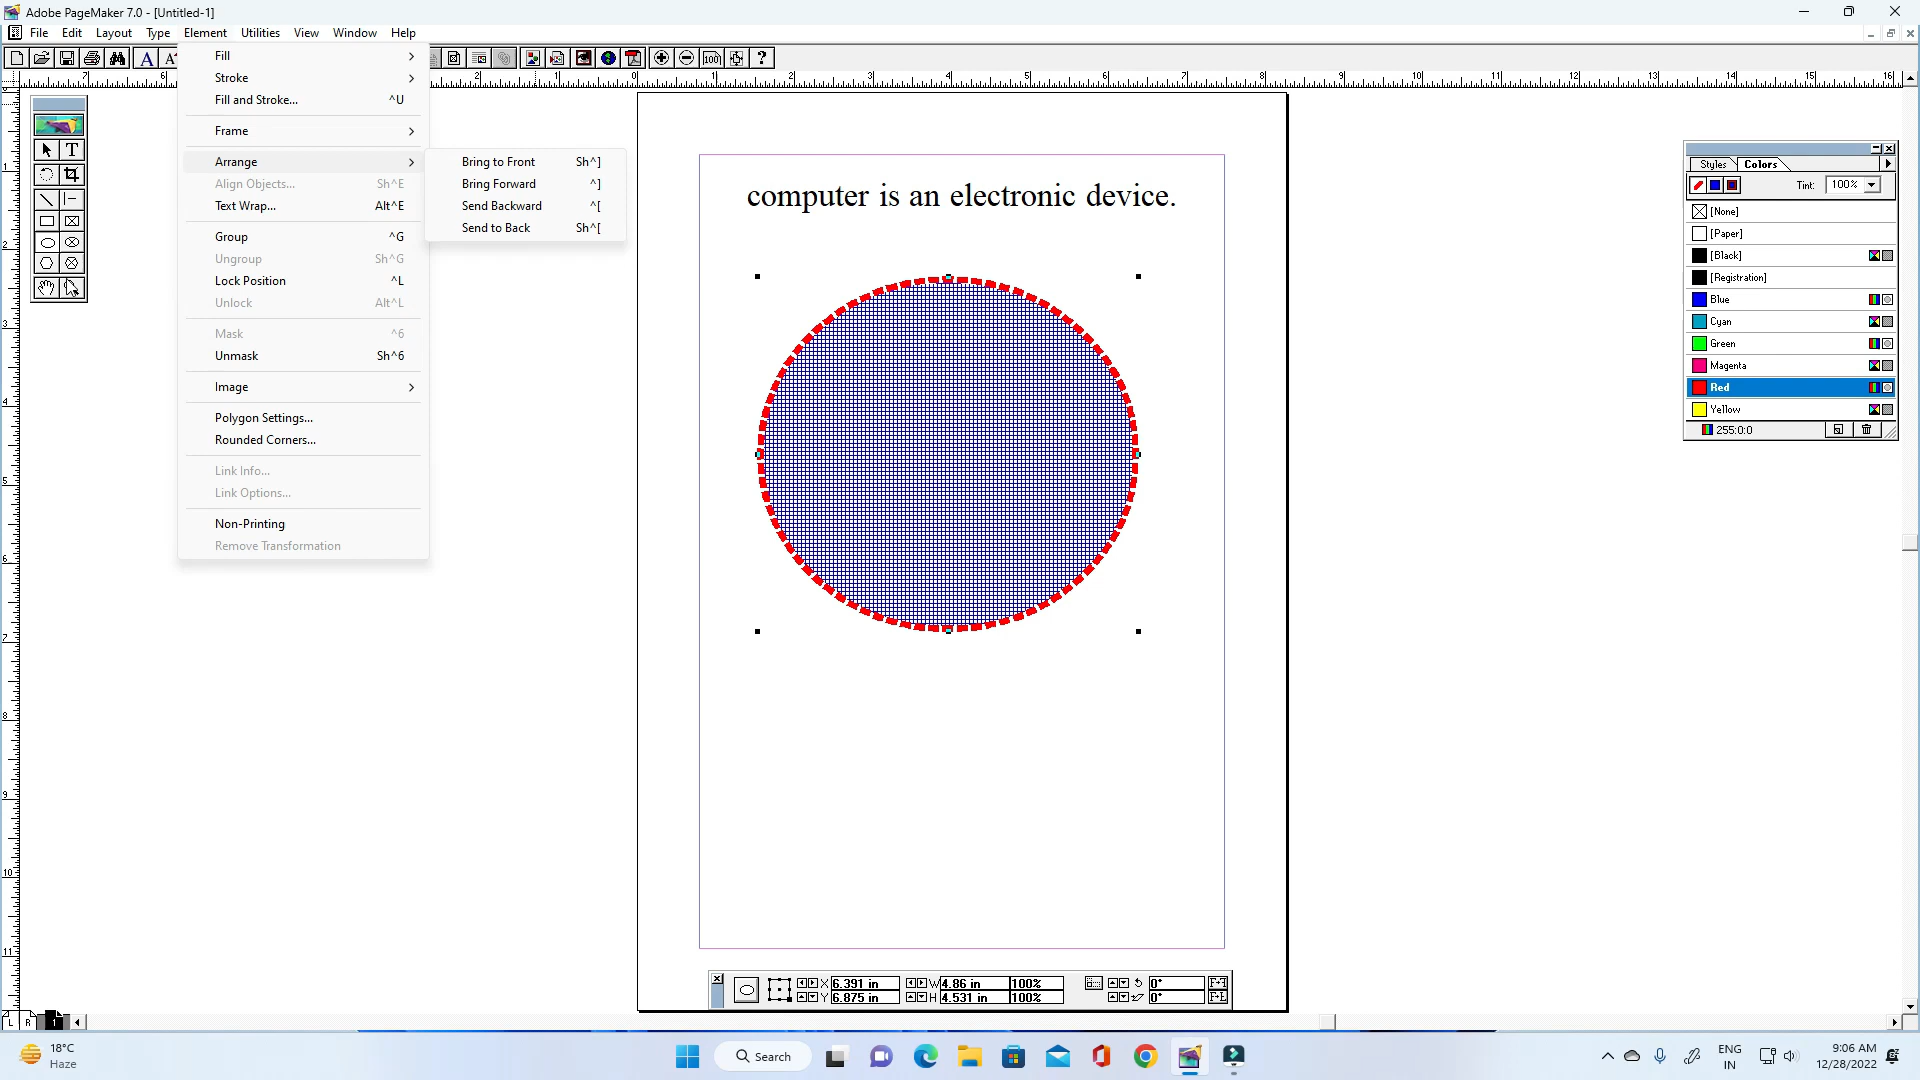 Adobe PageMaker 7.0 - [Untitled-1]
File Edit Layout Type Element Utilities View Window Help
Fill
Stroke
Fill and Stroke... ^U
Frame
Arrange
Align Objects... Sh^E
Text Wrap... Alt^E
Group ^G
Ungroup Sh^G
Lock Position ^L
Unlock Alt^L
Mask ^6
Unmask Sh^6
Image
Polygon Settings...
Rounded Corners...
Link Info...
Link Options...
Non-Printing
Remove Transformation
Bring to Front Sh^]
Bring Forward ^]
Send Backward ^[
Send to Back Sh^[
computer is an electronic device.
Styles Colors
Tint: 100%
[None]
[Paper]
[Black]
[Registration]
Blue
Cyan
Green
Magenta
Red
Yellow
255:0:0
X 6.391 in W 4.86 in 100% 0°
Y 6.875 in H 4.531 in 100% 0°
L R 1
18°C
Haze
Search
ENG
IN
9:06 AM
12/28/2022